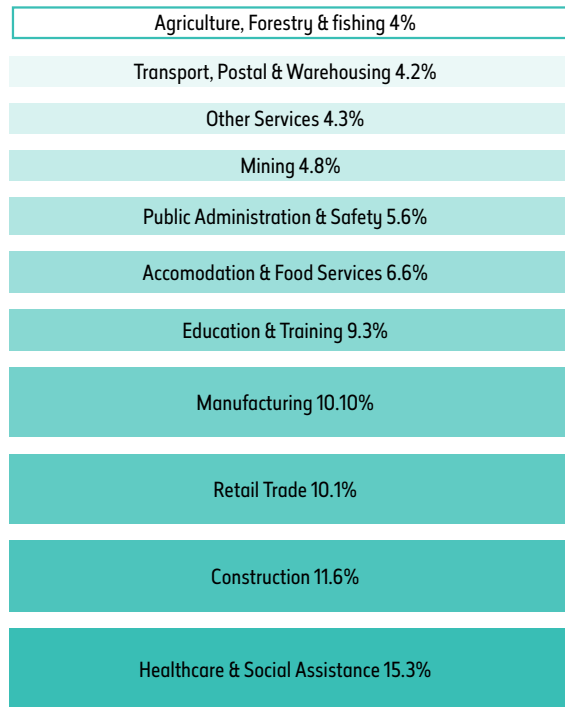 Agriculture, Forestry & fishing 4%
Transport, Postal & Warehousing 4.2%
Other Services 4.3%
Mining 4.8%
Public Administration & Safety 5.6%
Accomodation & Food Services 6.6%
Education & Training 9.3%
Manufacturing 10.10%
Retail Trade 10.1%
Construction 11.6%
Healthcare & Social Assistance 15.3%